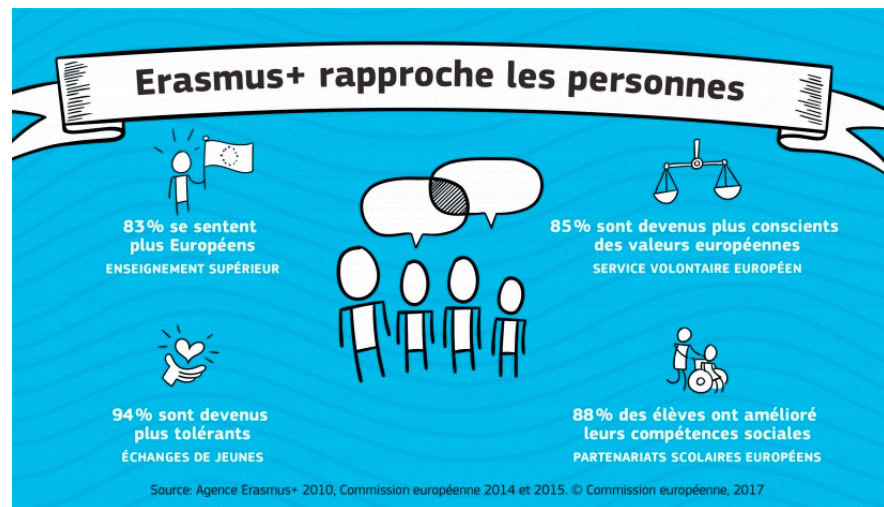 Erasmus+ rapproche les personnes
83% se sentent
plus Européens
ENSEIGNEMENT SUPÉRIEUR
85% sont devenus plus conscients
des valeurs européennes
SERVICE VOLONTAIRE EUROPÉEN
94% sont devenus
plus tolérants
ÉCHANGES DE JEUNES
88% des élèves ont amélioré
leurs compétences sociales
PARTENARIATS SCOLAIRES EUROPÉENS
Source: Agence Erasmus+ 2010, Commission européenne 2014 et 2015. © Commission européenne, 2017